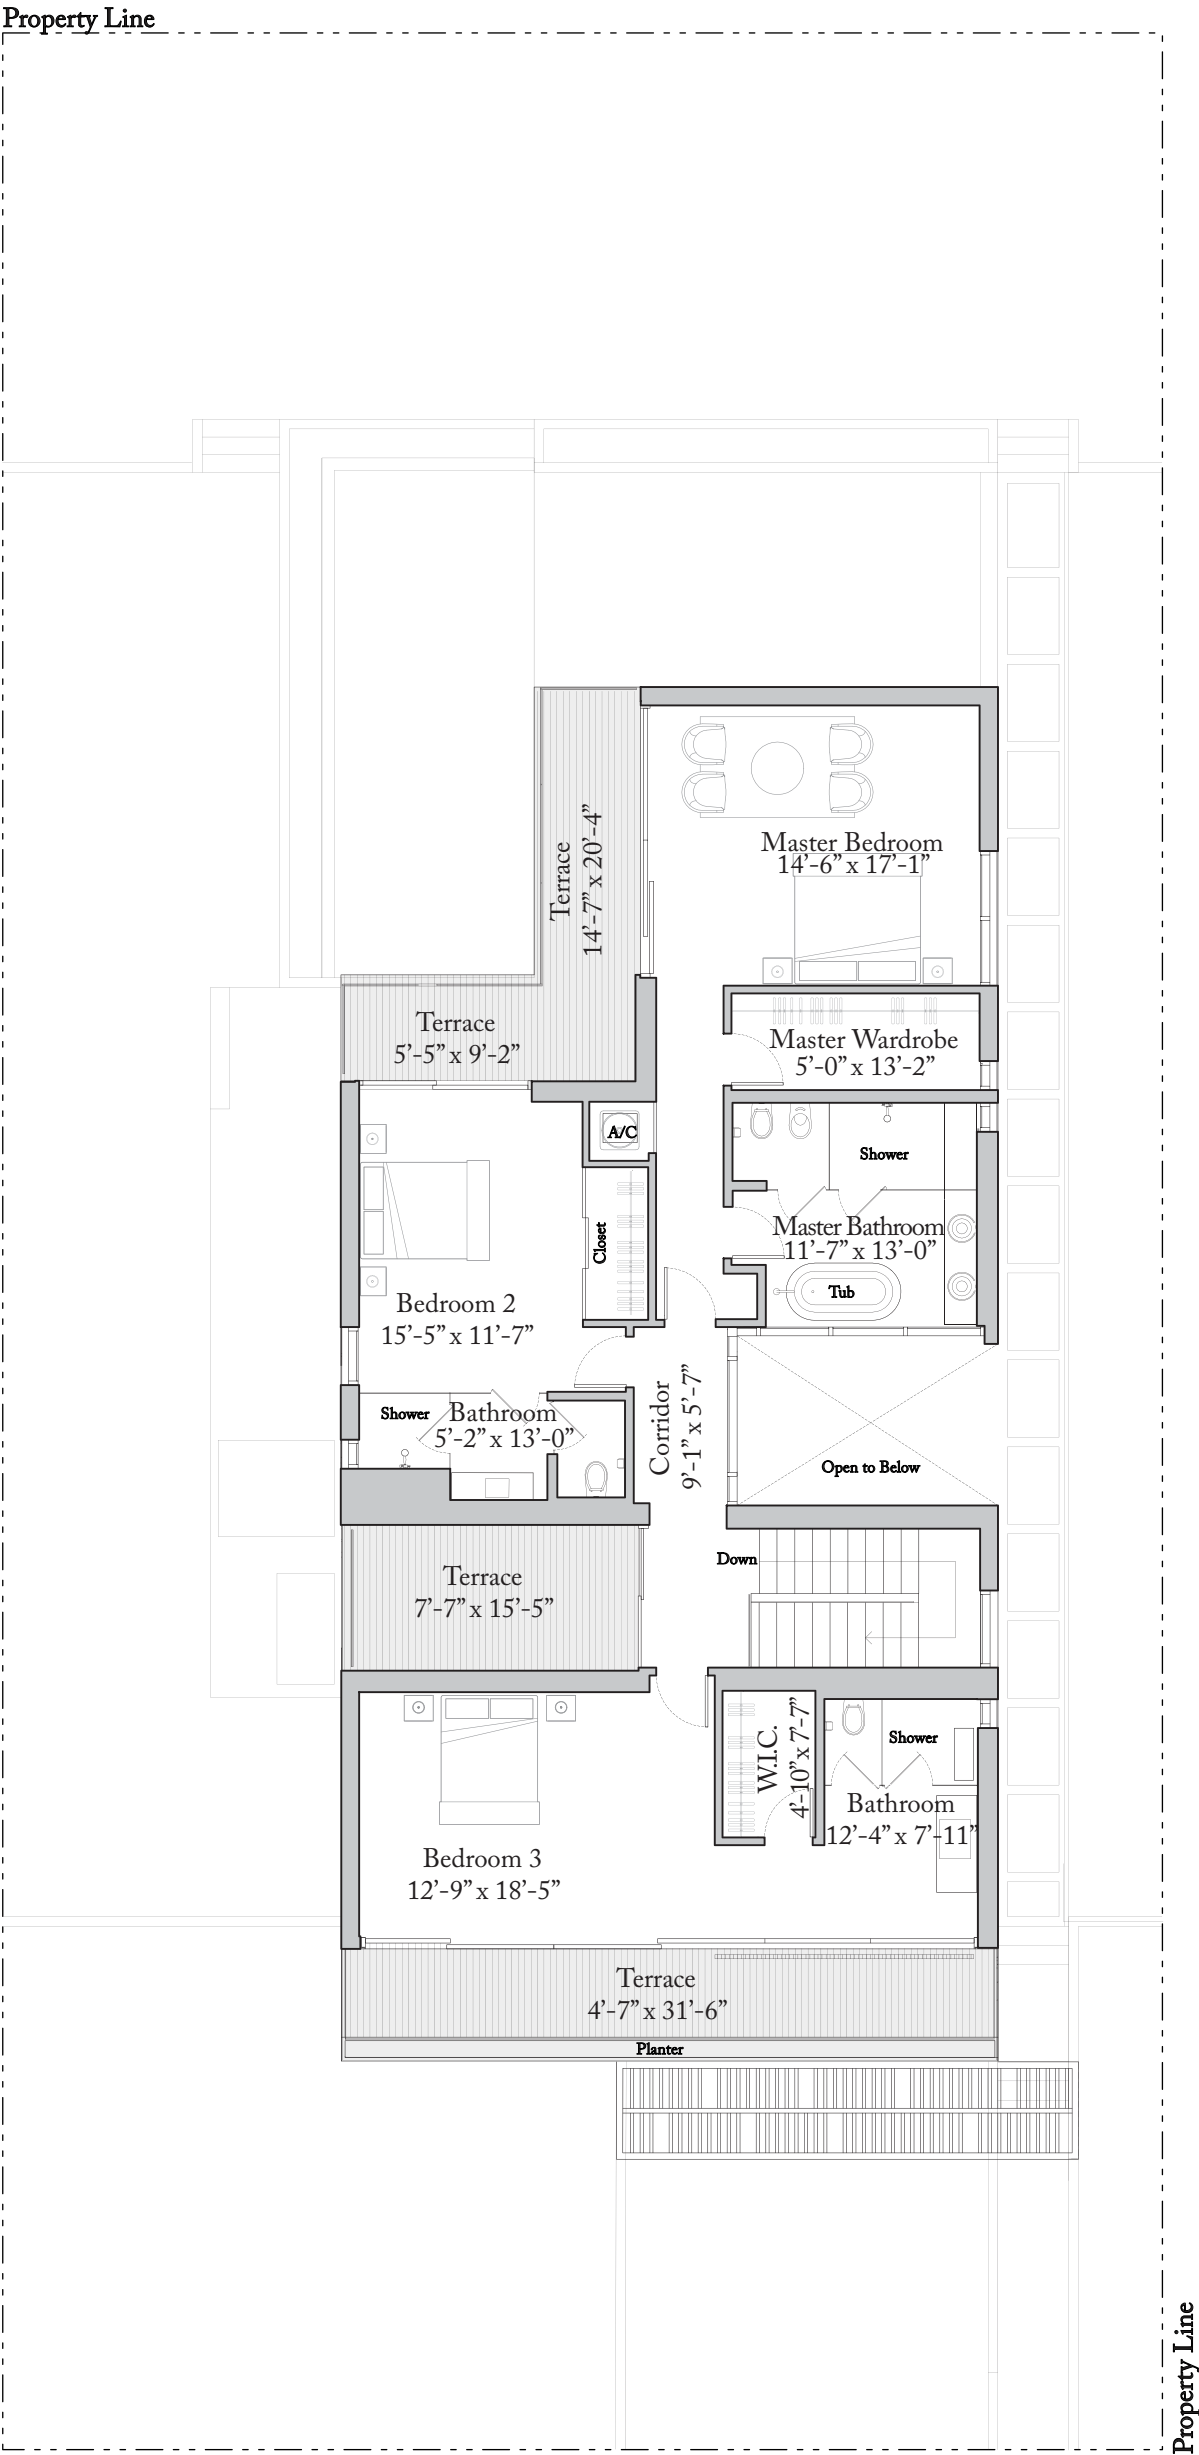 Property Line
Master Bedroom
14'-6" x 17'-1"
Terrace
14'-7" x 20'-4"
Terrace
5'-5" x 9'-2"
Master Wardrobe
5'-0" x 13'-2"
A/C
Shower
Closet
Master Bathroom
11'-7" x 13'-0"
Tub
Bedroom 2
15'-5" x 11'-7"
Shower
Bathroom
5'-2" x 13'-0"
Corridor
9'-1" x 5'-7"
Open to Below
Down
Terrace
7'-7" x 15'-5"
W.I.C.
4'-10" x 7'-7"
Shower
Bathroom
12'-4" x 7'-11"
Bedroom 3
12'-9" x 18'-5"
Terrace
4'-7" x 31'-6"
Planter
Property Line